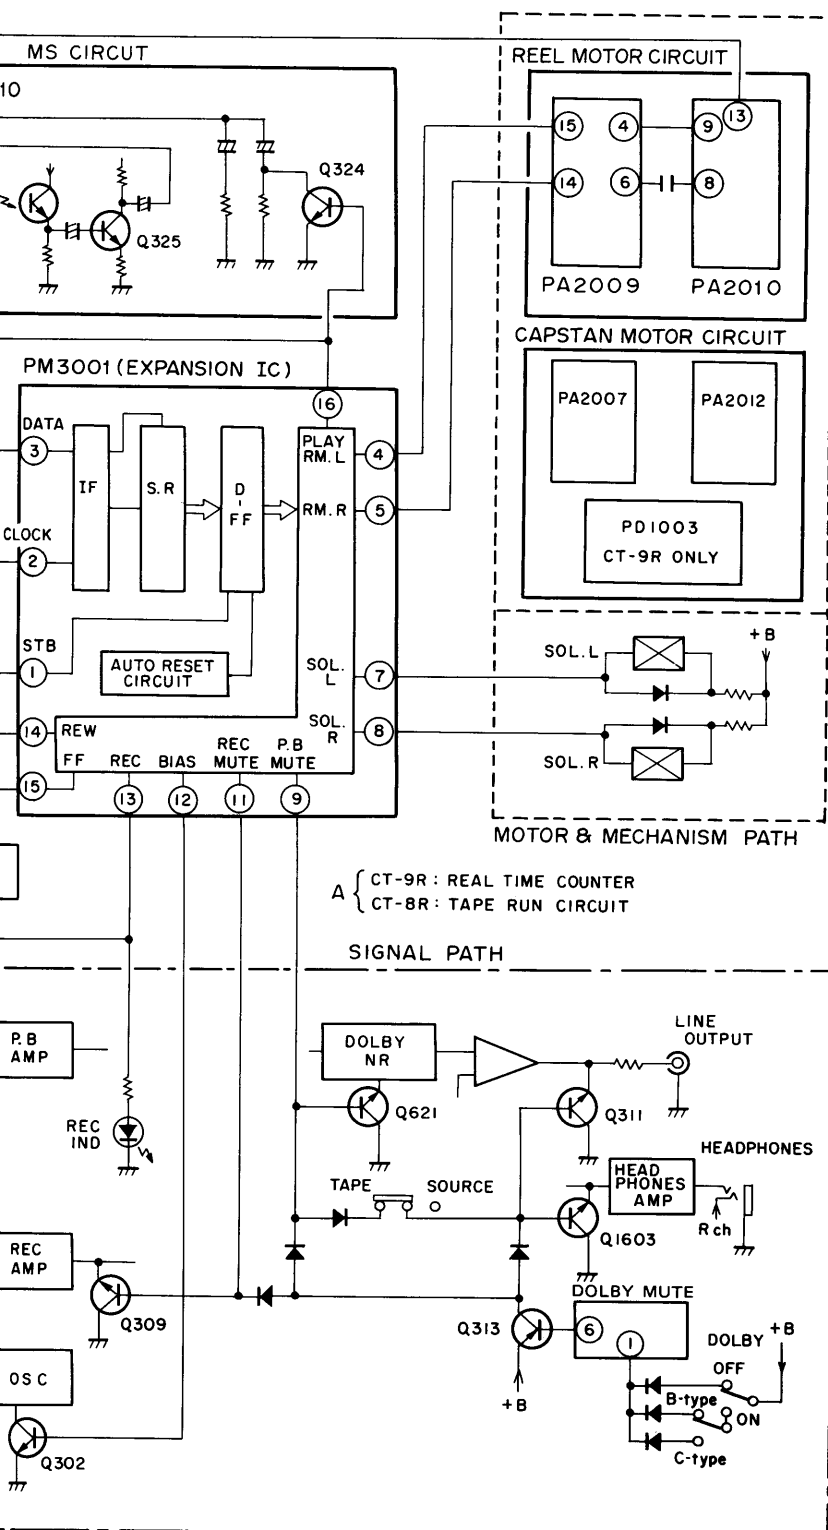 MS CIRCUT
10
Q324
Q325
REEL MOTOR CIRCUIT
13
15
4
9
14
6
8
PA2009
PA2010
CAPSTAN MOTOR CIRCUIT
PA2007
PA2012
PD1003
CT-9R ONLY
PM3001 (EXPANSION IC)
16
DATA
3
PLAY
RM. L
4
IF
S.R
D-FF
RM. R
5
CLOCK
2
STB
1
AUTO RESET
CIRCUIT
SOL.
L
7
14
REW
SOL.
R
8
FF
REC
BIAS
REC
MUTE
P.B
MUTE
15
13
12
11
9
SOL. L
+B
SOL. R
MOTOR & MECHANISM PATH
A { CT-9R : REAL TIME COUNTER
CT-8R : TAPE RUN CIRCUIT
SIGNAL PATH
P.B
AMP
DOLBY
NR
LINE
OUTPUT
REC
IND
Q621
Q311
HEADPHONES
HEAD
PHONES
AMP
TAPE
SOURCE
Rch
Q1603
REC
AMP
Q309
DOLBY MUTE
Q313
6
1
DOLBY
+B
OFF
+B
B-type
ON
C-type
OSC
Q302